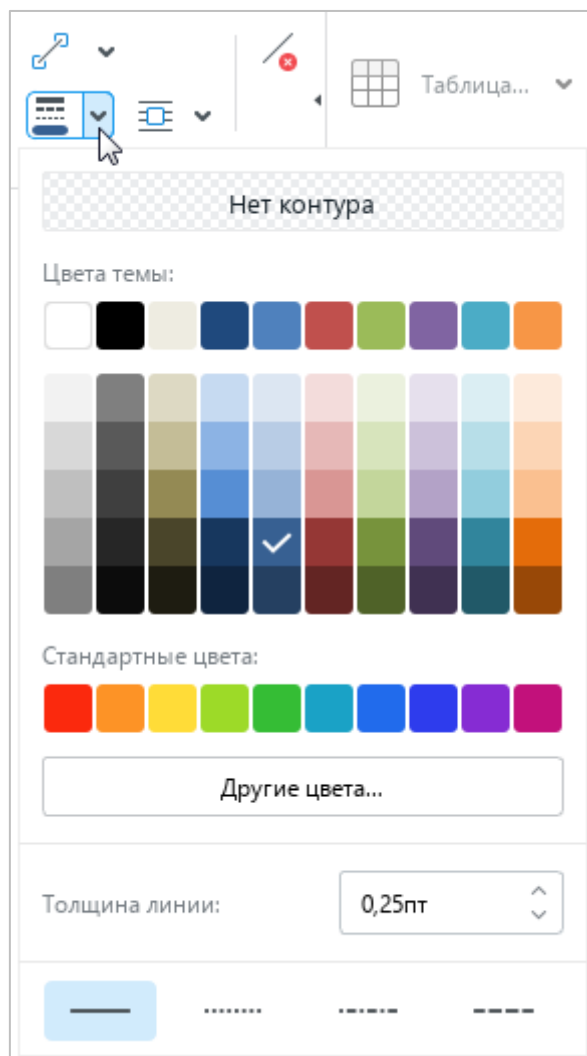 Таблица...
Нет контура
Цвета темы:
Стандартные цвета:
Другие цвета...
Толщина линии:
0,25пт